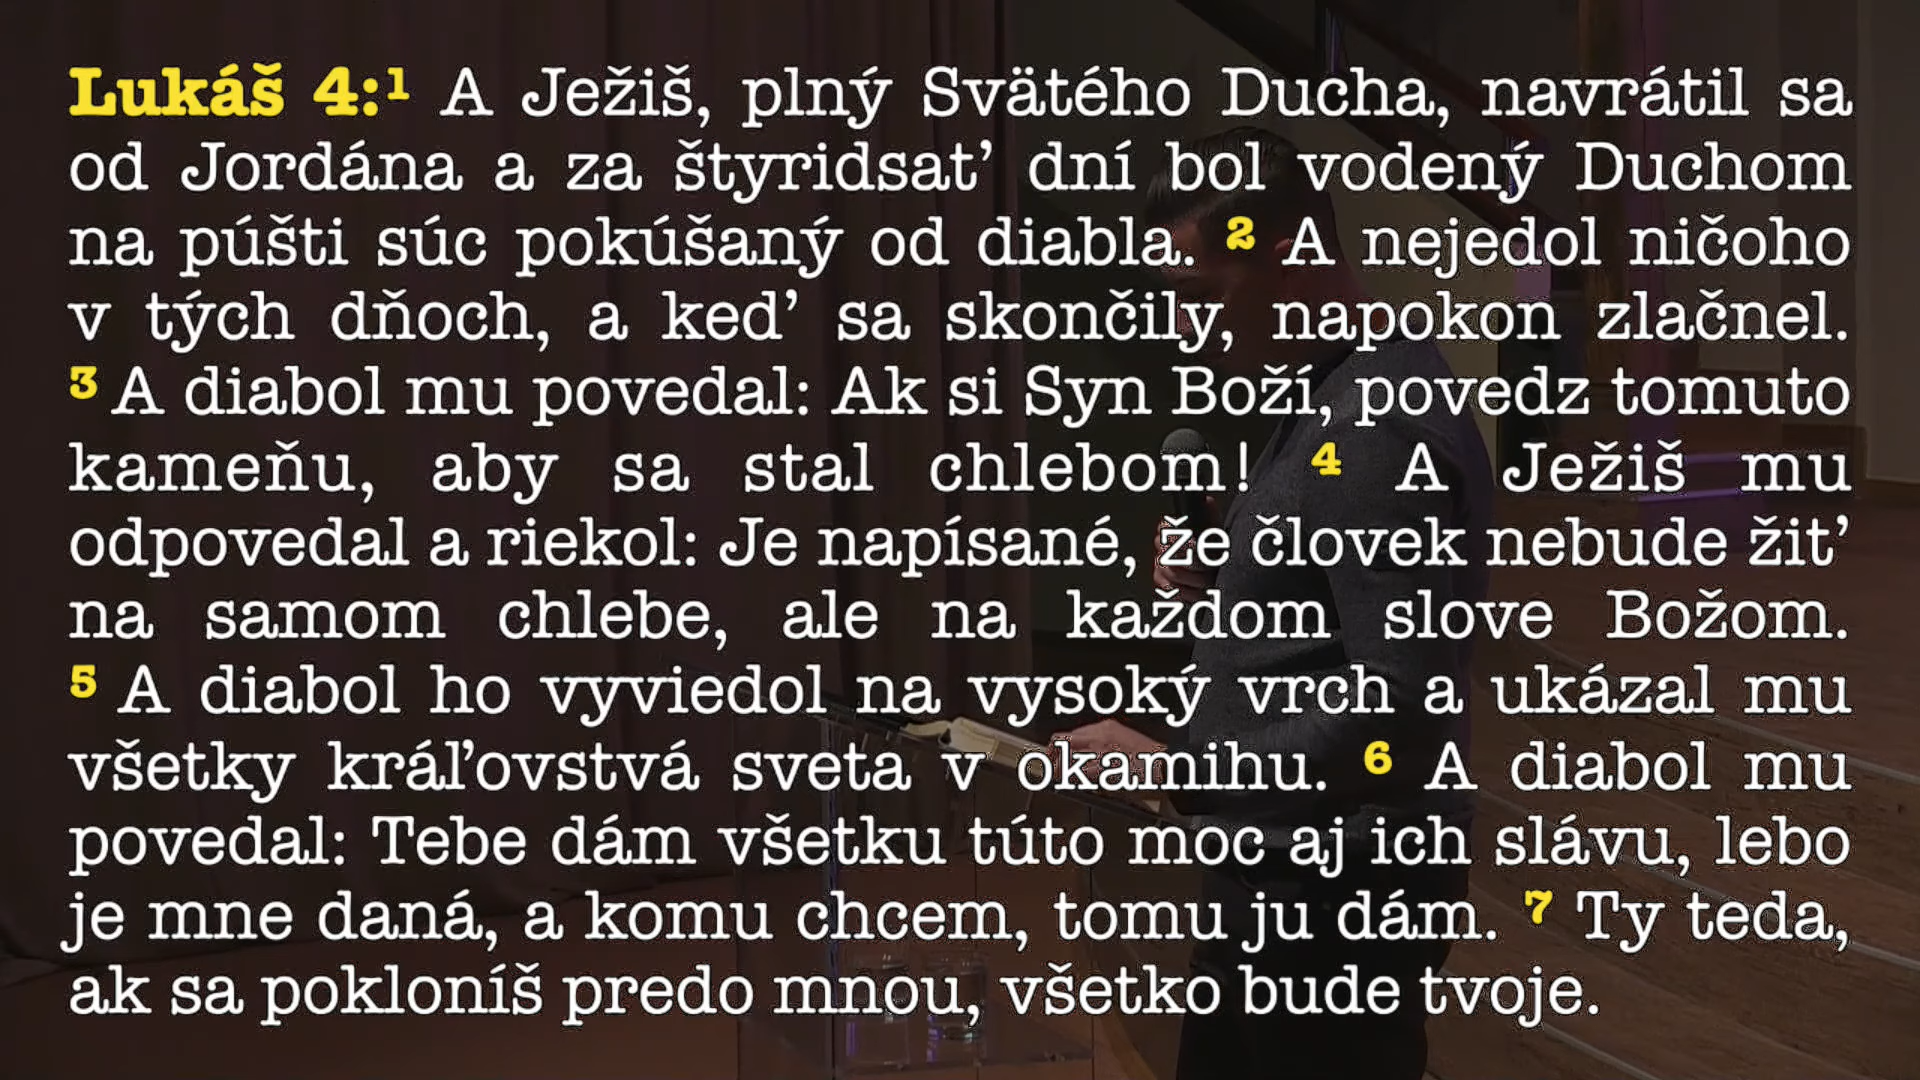 Lukáš 4:¹ A Ježiš, plný Svätého Ducha, navrátil sa
od Jordána a za štyridsať dní bol vodený Duchom
na púšti súc pokúšaný od diabla. ² A nejedol ničoho
v tých dňoch, a keď sa skončily, napokon zlačnel.
³ A diabol mu povedal: Ak si Syn Boží, povedz tomuto
kameňu, aby sa stal chlebom! ⁴ A Ježiš mu
odpovedal a riekol: Je napísané, že človek nebude žiť
na samom chlebe, ale na každom slove Božom.
⁵ A diabol ho vyviedol na vysoký vrch a ukázal mu
všetky kráľovstvá sveta v okamihu. ⁶ A diabol mu
povedal: Tebe dám všetku túto moc aj ich slávu, lebo
je mne daná, a komu chcem, tomu ju dám. ⁷ Ty teda,
ak sa pokloníš predo mnou, všetko bude tvoje.